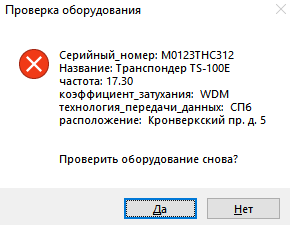 Проверка оборудования
Серийный_номер: M0123THC312
Название: Транспондер TS-100E
частота: 17.30
коэффициент_затухания:  WDM
технология_передачи_данных:  СП6
расположение:  Кронверкский пр. д. 5
Проверить оборудование снова?
Да
Нет